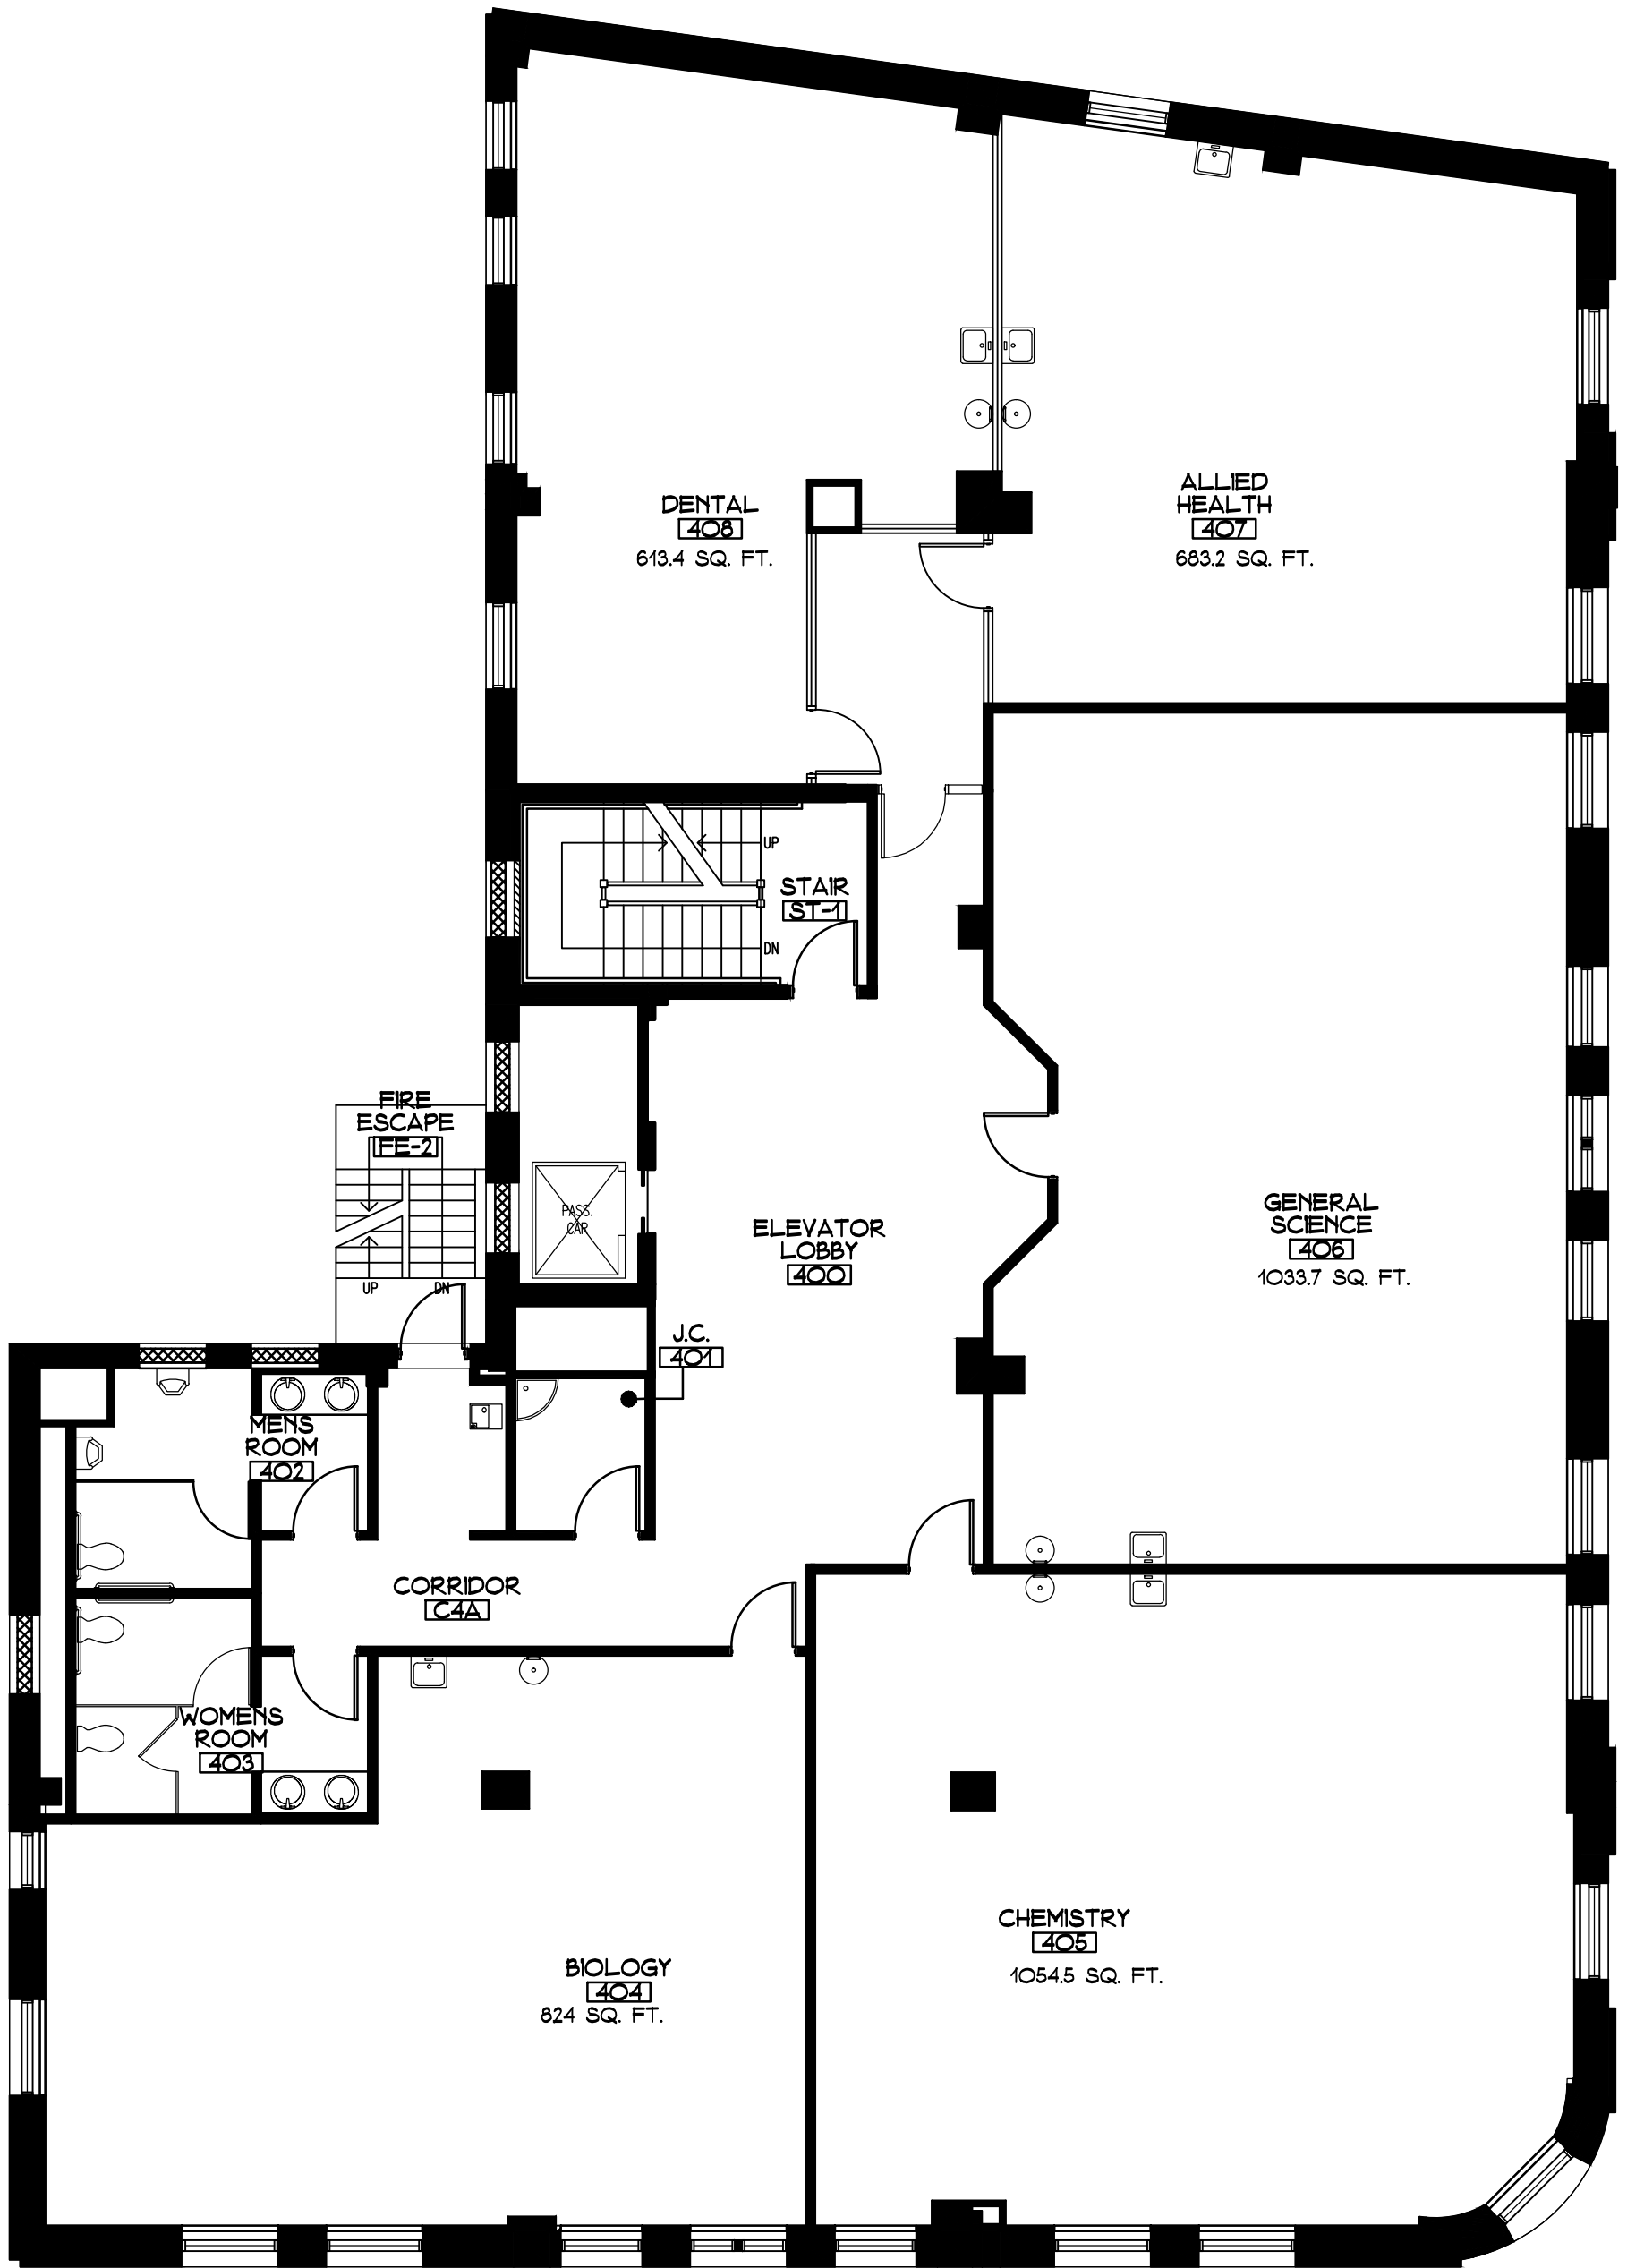 ALLIED
HEALTH
407
683.2 SQ. FT.
DENTAL
408
613.4 SQ. FT.
UP
STAIR
ST-1
DN
FIRE
ESCAPE
FE-2
UP
DN
PASS.
CAR
ELEVATOR
LOBBY
400
GENERAL
SCIENCE
406
1033.7 SQ. FT.
J.C.
401
MENS
ROOM
402
CORRIDOR
C4A
WOMENS
ROOM
403
BIOLOGY
404
824 SQ. FT.
CHEMISTRY
405
1054.5 SQ. FT.